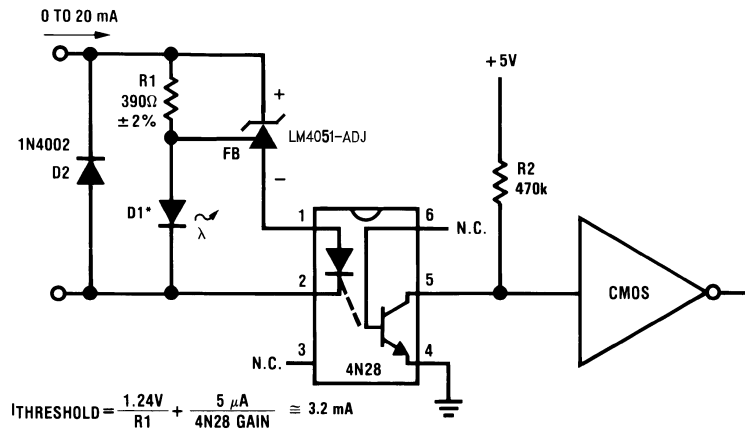 0 TO 20 mA
+5V
R1
390Ω
±2%
+
LM4051-ADJ
FB
−
1N4002
D2
D1*
λ
R2
470k
1
6
N.C.
2
5
CMOS
3
N.C.
4
4N28
ITHRESHOLD = 1.24V / R1 + 5 μA / 4N28 GAIN ≅ 3.2 mA